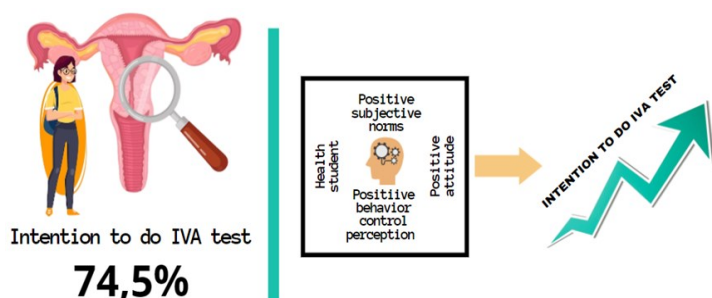 Intention to do IVA test
74,5%
Positive
subjective
norms
Health
student
Positive
attitude
Positiive
behavior
control
perception
INTENTION TO DO IVA TEST